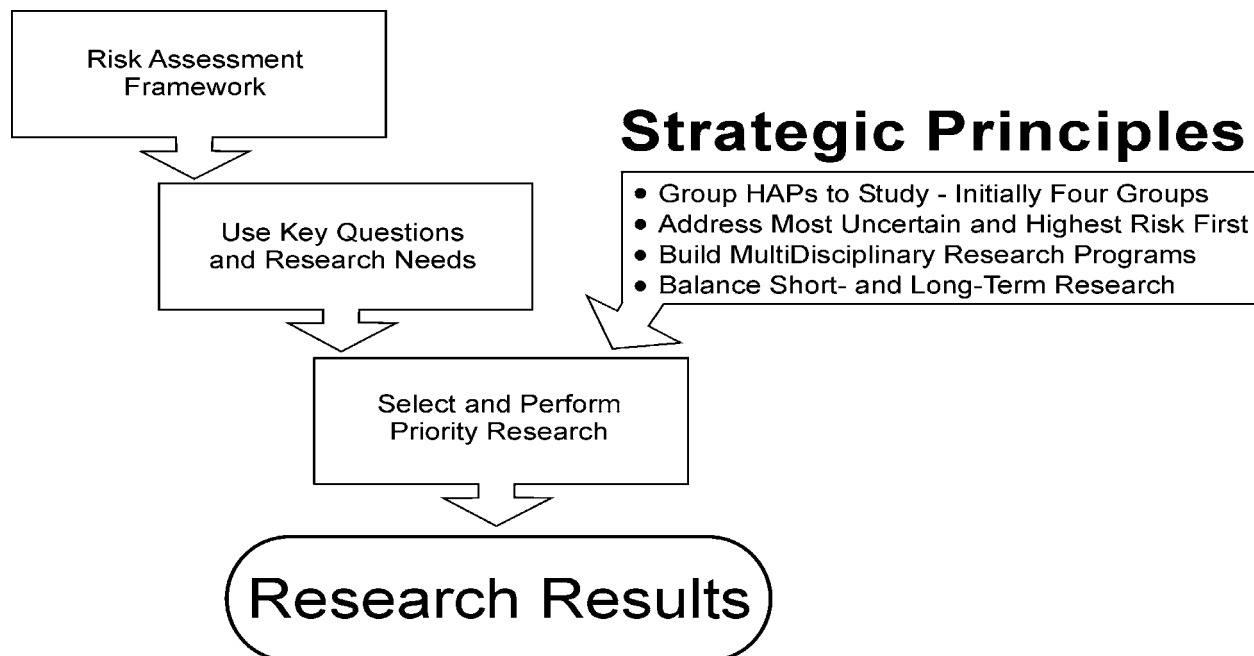 Risk Assessment
Framework
Strategic Principles
• Group HAPs to Study - Initially Four Groups
• Address Most Uncertain and Highest Risk First
• Build MultiDisciplinary Research Programs
• Balance Short- and Long-Term Research
Use Key Questions
and Research Needs
Select and Perform
Priority Research
Research Results